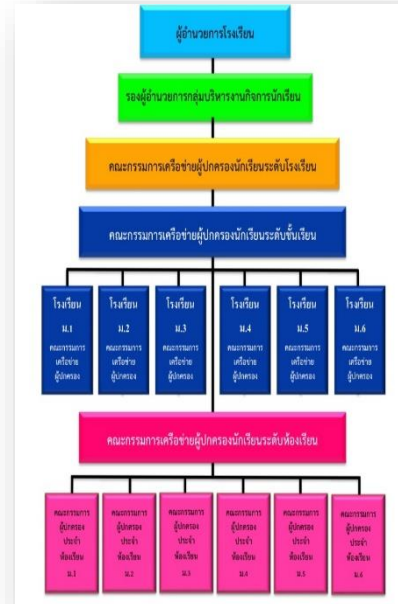 ผู้อำนวยการโรงเรียน
รองผู้อำนวยการกลุ่มบริหารงานกิจการนักเรียน
คณะกรรมการเครือข่ายผู้ปกครองนักเรียนระดับโรงเรียน
คณะกรรมการเครือข่ายผู้ปกครองนักเรียนระดับชั้นเรียน
โรงเรียน
ม.1
คณะกรรมการ
เครือข่าย
ผู้ปกครอง
โรงเรียน
ม.2
คณะกรรมการ
เครือข่าย
ผู้ปกครอง
โรงเรียน
ม.3
คณะกรรมการ
เครือข่าย
ผู้ปกครอง
โรงเรียน
ม.4
คณะกรรมการ
เครือข่าย
ผู้ปกครอง
โรงเรียน
ม.5
คณะกรรมการ
เครือข่าย
ผู้ปกครอง
โรงเรียน
ม.6
คณะกรรมการ
เครือข่าย
ผู้ปกครอง
คณะกรรมการเครือข่ายผู้ปกครองนักเรียนระดับห้องเรียน
คณะกรรมการ
ผู้ปกครอง
ประจำ
ห้องเรียน
ม.1
คณะกรรมการ
ผู้ปกครอง
ประจำ
ห้องเรียน
ม.2
คณะกรรมการ
ผู้ปกครอง
ประจำ
ห้องเรียน
ม.3
คณะกรรมการ
ผู้ปกครอง
ประจำ
ห้องเรียน
ม.4
คณะกรรมการ
ผู้ปกครอง
ประจำ
ห้องเรียน
ม.5
คณะกรรมการ
ผู้ปกครอง
ประจำ
ห้องเรียน
ม.6